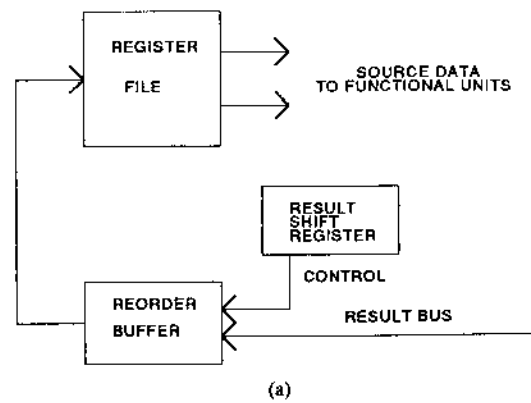 REGISTER
FILE
SOURCE DATA
TO FUNCTIONAL UNITS
RESULT
SHIFT
REGISTER
CONTROL
REORDER
BUFFER
RESULT BUS
(a)